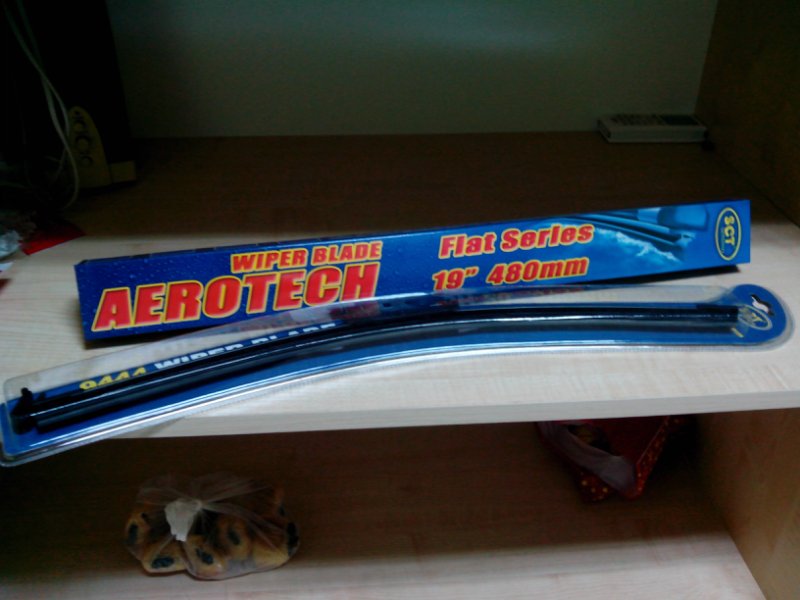 WIPER BLADE
AEROTECH
Flat Series
19" 480mm
SCT
9444 WIPER BLADE